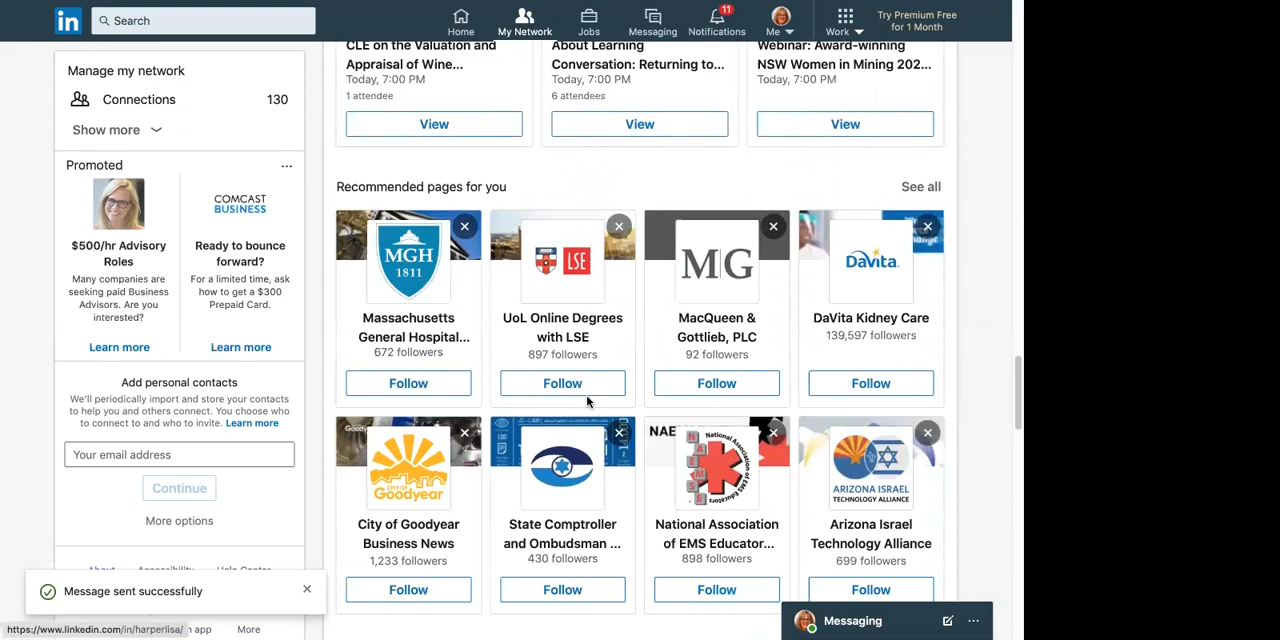 in
Search
Home
My Network
Jobs
Messaging
11
Notifications
Me
Work
Try Premium Free
for 1 Month
Manage my network
Connections 130
Show more
Promoted
...
$500/hr Advisory
Roles
Many companies are
seeking paid Business
Advisors. Are you
interested?
Learn more
COMCAST
BUSINESS
Ready to bounce
forward?
For a limited time, ask
how to get a $300
Prepaid Card.
Learn more
Add personal contacts
We'll periodically import and store your contacts
to help you and others connect. You choose who
to connect to and who to invite. Learn more
Your email address
Continue
More options
About Accessibility Help Center
Message sent successfully
https://www.linkedin.com/in/harperlisa/
n app
More
CLE on the Valuation and
Appraisal of Wine...
Today, 7:00 PM
1 attendee
View
About Learning
Conversation: Returning to...
Today, 7:00 PM
6 attendees
View
Webinar: Award-winning
NSW Women in Mining 202...
Today, 7:00 PM
View
Recommended pages for you
See all
MGH
1811
Massachusetts
General Hospital...
672 followers
Follow
LSE
UoL Online Degrees
with LSE
897 followers
Follow
MG
MacQueen &
Gottlieb, PLC
92 followers
Follow
DaVita
DaVita Kidney Care
139,597 followers
Follow
CITY OF
Goodyear
City of Goodyear
Business News
1,233 followers
Follow
State Comptroller
and Ombudsman ...
430 followers
Follow
NAE
NAEMSE
National Association of EMS Educators
National Association
of EMS Educator...
898 followers
Follow
ARIZONA ISRAEL
TECHNOLOGY ALLIANCE
Arizona Israel
Technology Alliance
699 followers
Follow
Messaging
...